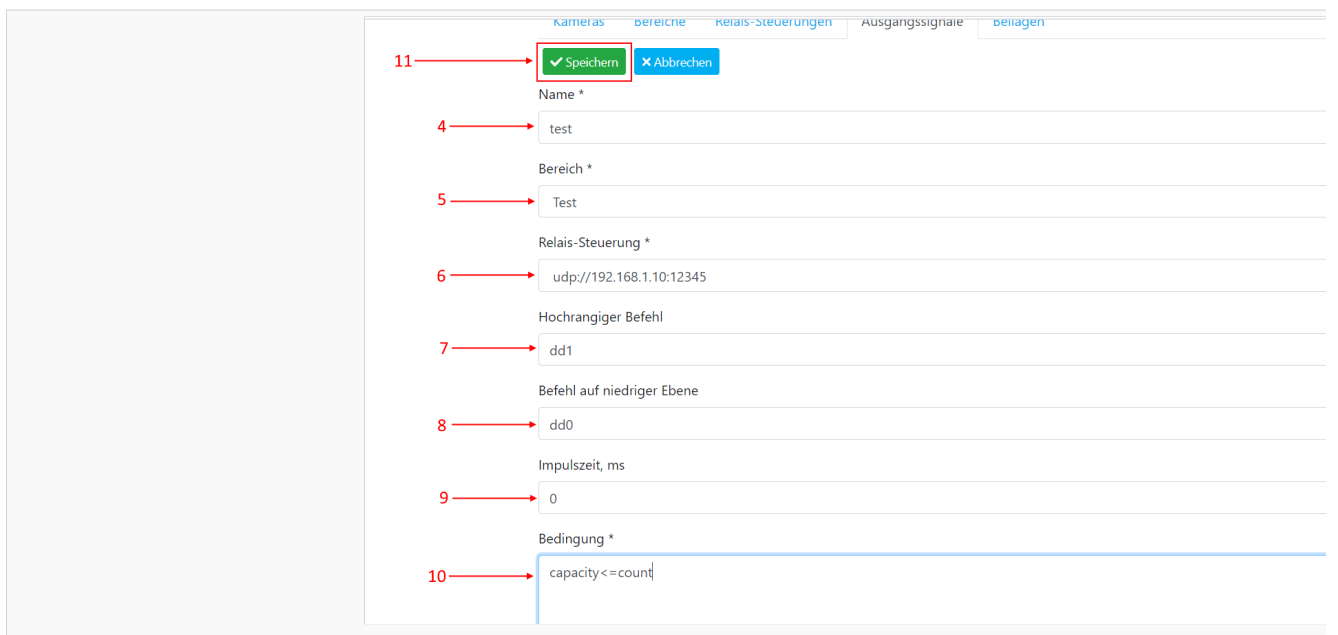 Kameras Bereiche Relais-Steuerungen Ausgangssignale Beilagen
11 Speichern Abbrechen
Name *
4 test
Bereich *
5 Test
Relais-Steuerung *
6 udp://192.168.1.10:12345
Hochrangiger Befehl
7 dd1
Befehl auf niedriger Ebene
8 dd0
Impulszeit, ms
9 0
Bedingung *
10 capacity<=count